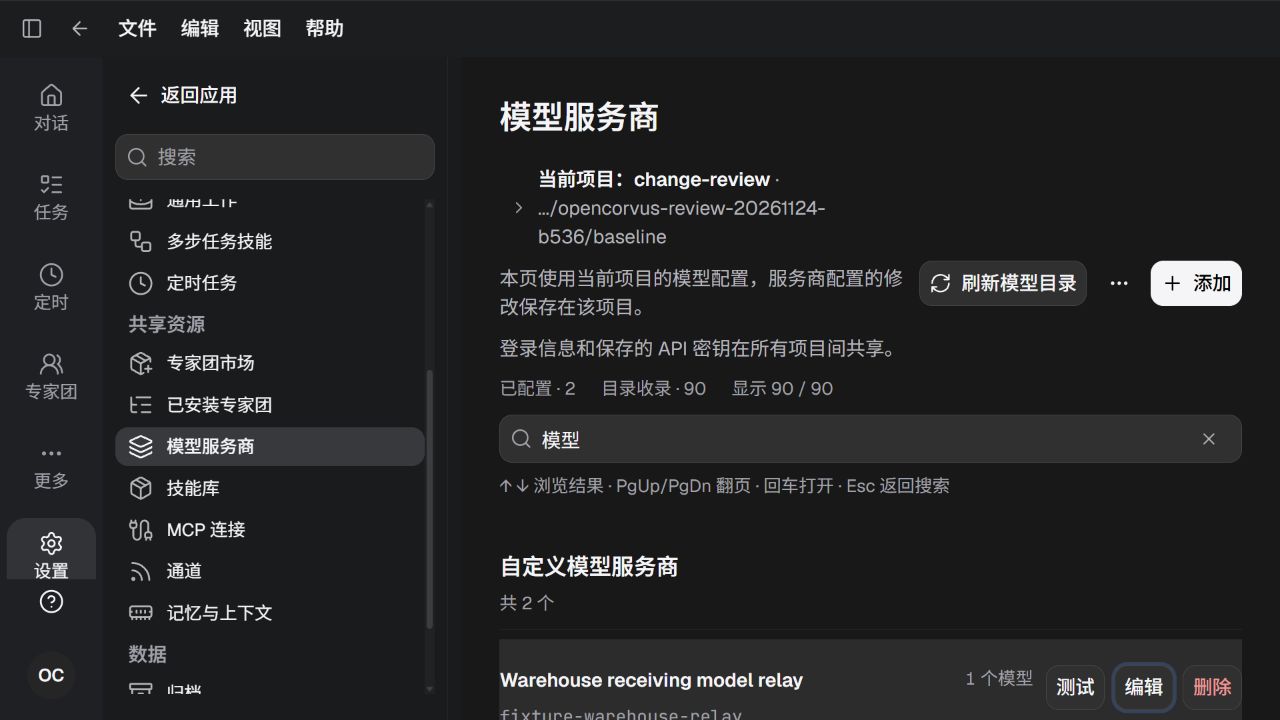 文件 编辑 视图 帮助
对话
任务
定时
专家团
更多
设置
OC
返回应用
搜索
通用工作
多步任务技能
定时任务
共享资源
专家团市场
已安装专家团
模型服务商
技能库
MCP 连接
通道
记忆与上下文
数据
归档
模型服务商
当前项目：change-review ·
.../opencorvus-review-20261124-
b536/baseline
本页使用当前项目的模型配置，服务商配置的修
改保存在该项目。
登录信息和保存的 API 密钥在所有项目间共享。
刷新模型目录
添加
已配置 · 2 目录收录 · 90 显示 90 / 90
模型
↑↓ 浏览结果 · PgUp/PgDn 翻页 · 回车打开 · Esc 返回搜索
自定义模型服务商
共 2 个
Warehouse receiving model relay
1 个模型 测试 编辑 删除
fixture-warehouse-relay